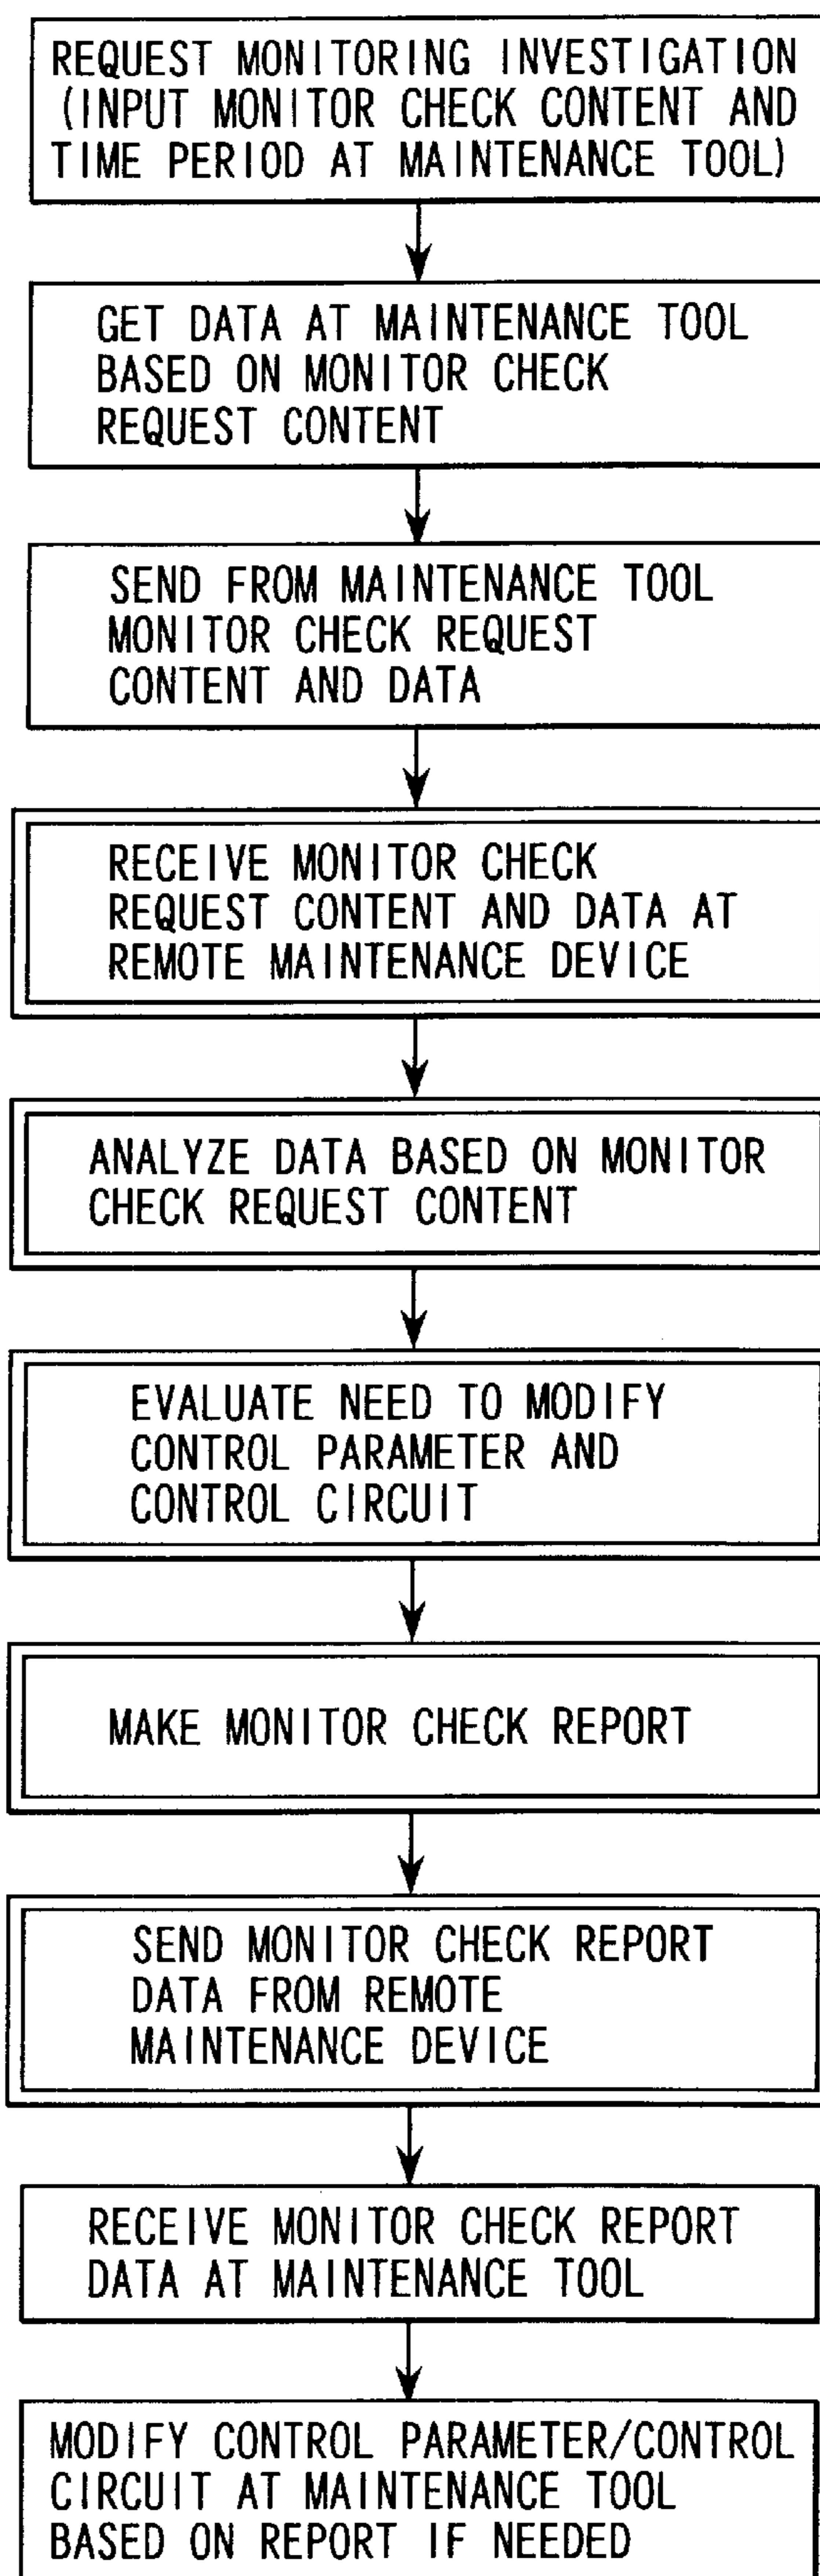 REQUEST MONITORING INVESTIGATION
(INPUT MONITOR CHECK CONTENT AND
TIME PERIOD AT MAINTENANCE TOOL)
GET DATA AT MAINTENANCE TOOL
BASED ON MONITOR CHECK
REQUEST CONTENT
SEND FROM MAINTENANCE TOOL
MONITOR CHECK REQUEST
CONTENT AND DATA
RECEIVE MONITOR CHECK
REQUEST CONTENT AND DATA AT
REMOTE MAINTENANCE DEVICE
ANALYZE DATA BASED ON MONITOR
CHECK REQUEST CONTENT
EVALUATE NEED TO MODIFY
CONTROL PARAMETER AND
CONTROL CIRCUIT
MAKE MONITOR CHECK REPORT
SEND MONITOR CHECK REPORT
DATA FROM REMOTE
MAINTENANCE DEVICE
RECEIVE MONITOR CHECK REPORT
DATA AT MAINTENANCE TOOL
MODIFY CONTROL PARAMETER/CONTROL
CIRCUIT AT MAINTENANCE TOOL
BASED ON REPORT IF NEEDED